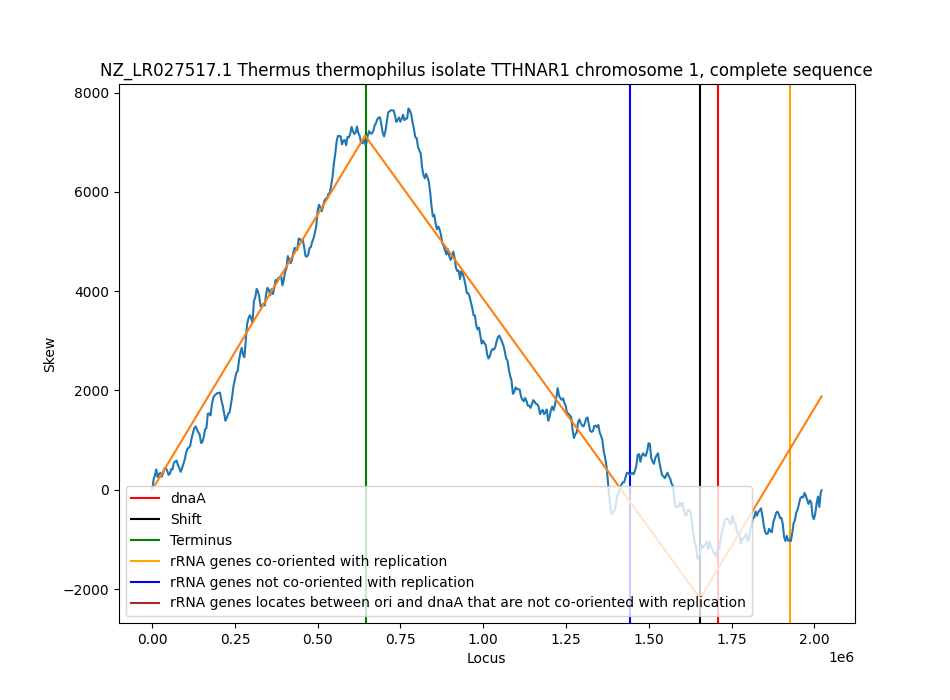 NZ_LR027517.1 Thermus thermophilus isolate TTHNAR1 chromosome 1, complete sequence
8000
6000
4000
2000
0
−2000
Skew
dnaA
Shift
Terminus
rRNA genes co-oriented with replication
rRNA genes not co-oriented with replication
rRNA genes locates between ori and dnaA that are not co-oriented with replication
0.00 0.25 0.50 0.75 1.00 1.25 1.50 1.75 2.00
1e6
Locus